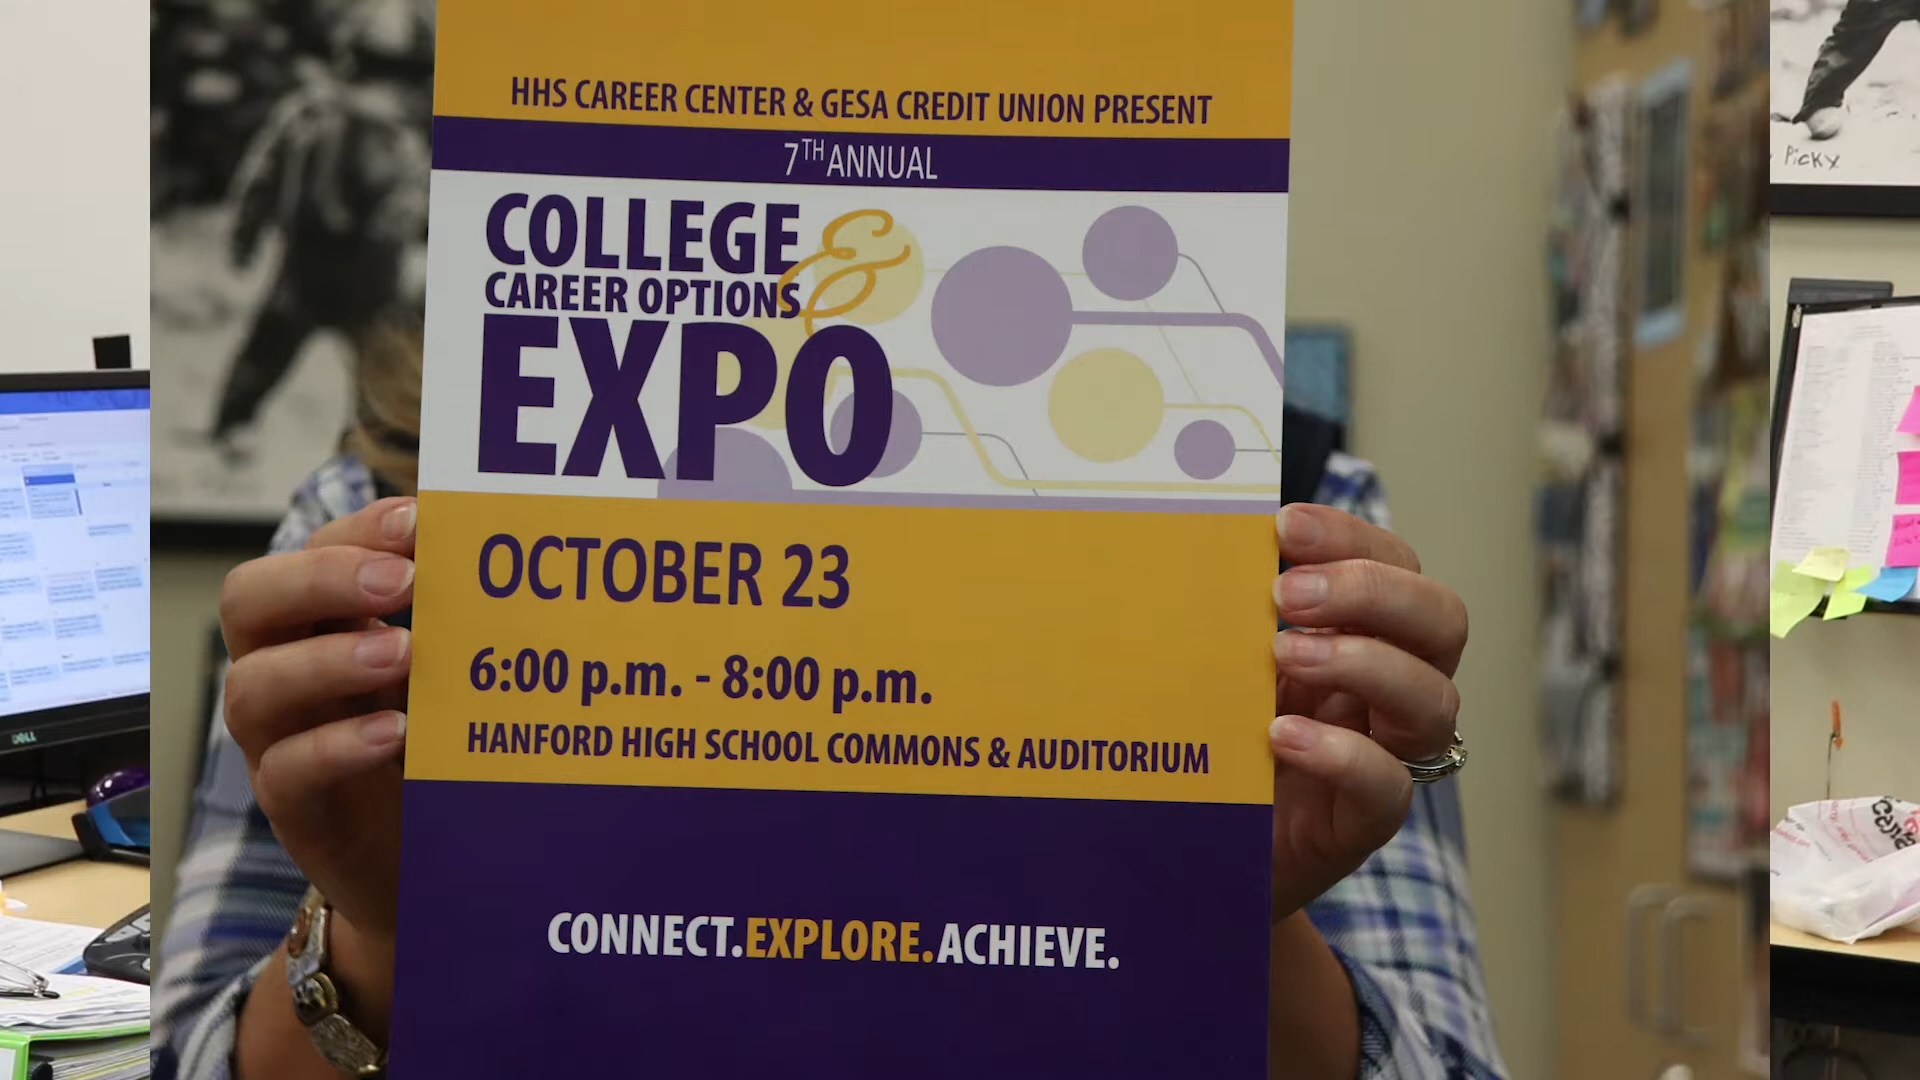 HHS CAREER CENTER & GESA CREDIT UNION PRESENT
7TH ANNUAL
COLLEGE &
CAREER OPTIONS
EXPO
OCTOBER 23
6:00 p.m. - 8:00 p.m.
HANFORD HIGH SCHOOL COMMONS & AUDITORIUM
CONNECT.EXPLORE.ACHIEVE.
Picky
DELL